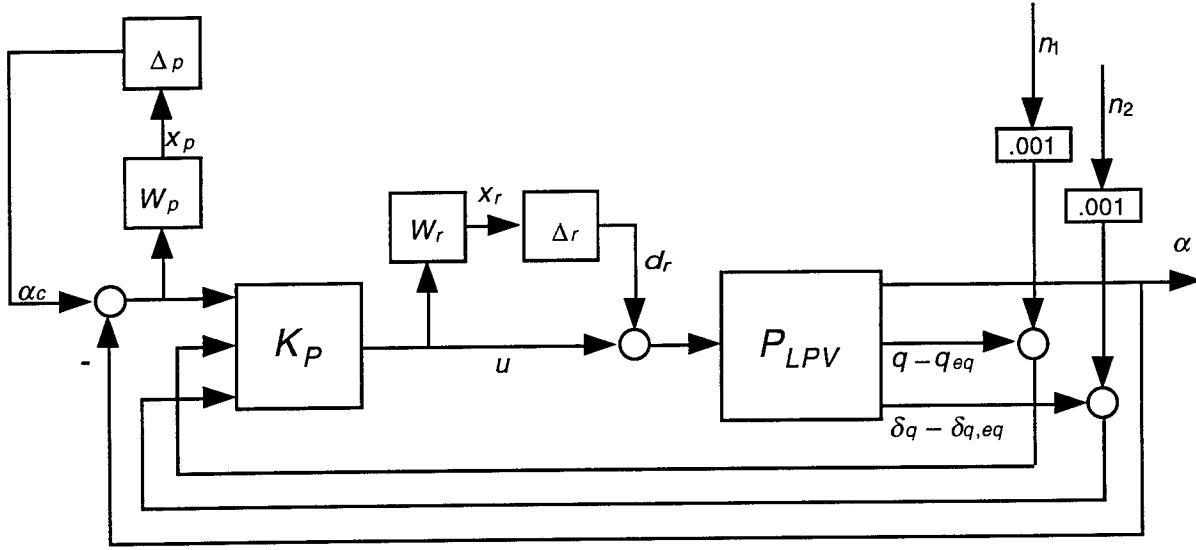 Δp
n1
n2
xp
.001
Wp
xr
.001
Wr
Δr
dr
α
αc
KP
PLPV
-
u
q – qeq
δq – δq,eq